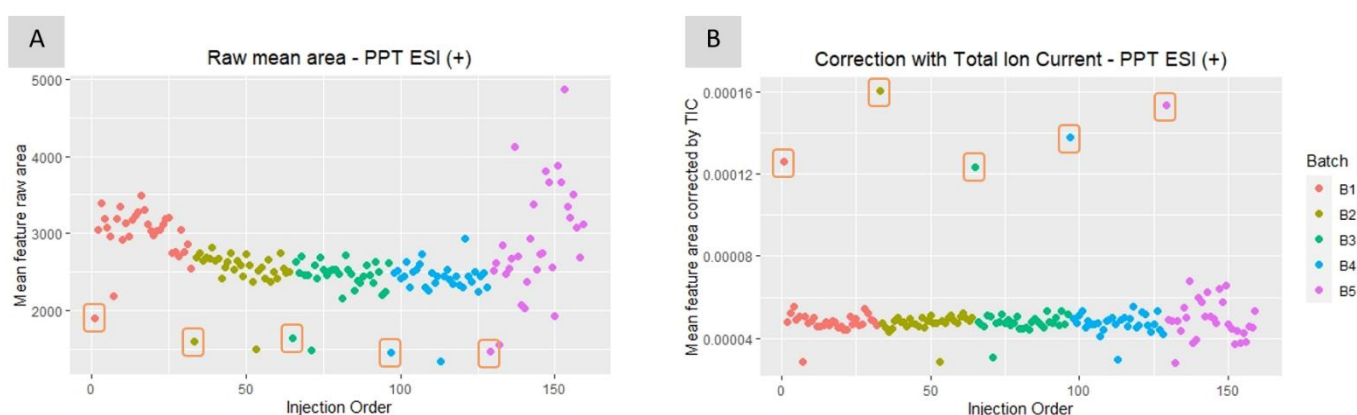 A
Raw mean area - PPT ESI (+)
Mean feature raw area
5000
4000
3000
2000
0
50
100
150
Injection Order
B
Correction with Total Ion Current - PPT ESI (+)
Mean feature area corrected by TIC
0.00016
0.00012
0.00008
0.00004
0
50
100
150
Injection Order
Batch
B1
B2
B3
B4
B5